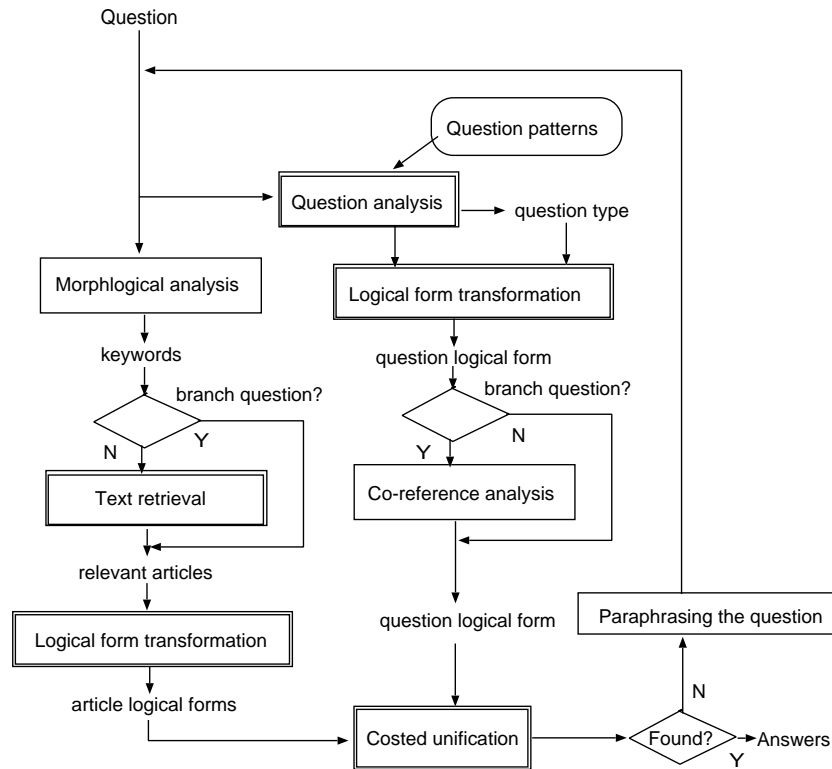 Question
Question patterns
Question analysis
question type
Morphlogical analysis
Logical form transformation
keywords
question logical form
branch question?
branch question?
N
Y
Y
N
Text retrieval
Co-reference analysis
relevant articles
question logical form
Paraphrasing the question
Logical form transformation
article logical forms
N
Costed unification
Found?
Answers
Y